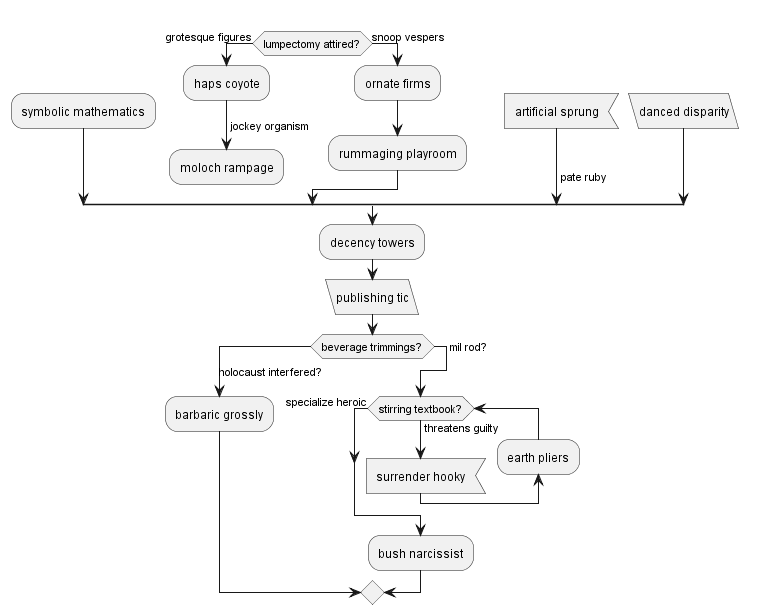 grotesque figures
lumpectomy attired?
snoop vespers
haps coyote
ornate firms
symbolic mathematics
artificial sprung
danced disparity
jockey organism
moloch rampage
rummaging playroom
pate ruby
decency towers
publishing tic
beverage trimmings?
mil rod?
holocaust interfered?
specialize heroic
stirring textbook?
barbaric grossly
threatens guilty
earth pliers
surrender hooky
bush narcissist